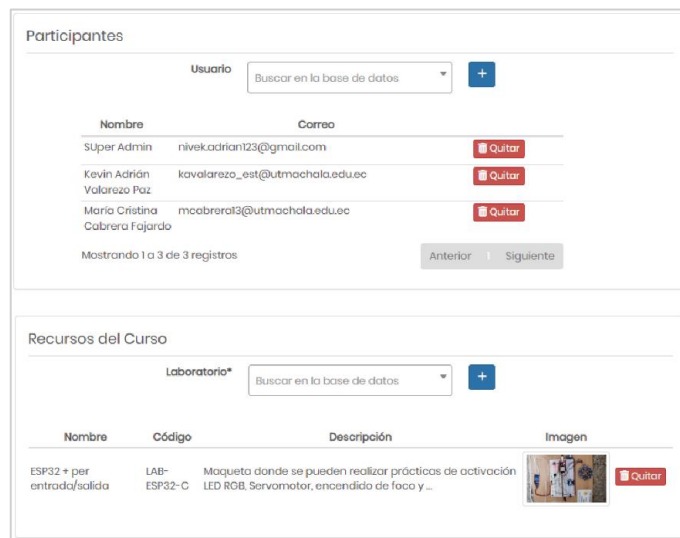 Participantes
Usuario Buscar en la base de datos +
Nombre Correo
SUper Admin nivek.adrian123@gmail.com Quitar
Kevin Adrián
Valarezo Paz kavalarezo_est@utmachala.edu.ec Quitar
María Cristina
Cabrera Fajardo mcabrera13@utmachala.edu.ec Quitar
Mostrando 1 a 3 de 3 registros Anterior 1 Siguiente
Recursos del Curso
Laboratorio* Buscar en la base de datos +
Nombre Código Descripción Imagen
ESP32 + per
entrada/salida
LAB-
ESP32-C
Maqueta donde se pueden realizar prácticas de activación
LED RGB, Servomotor, encendido de foco y ...
Quitar